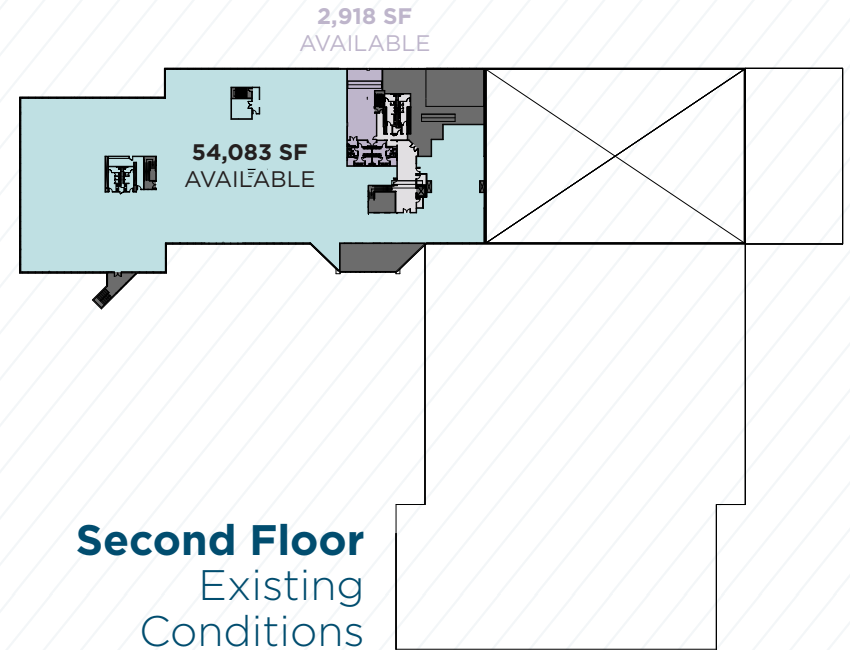 2,918 SF
AVAILABLE
54,083 SF
AVAILABLE
Second Floor
Existing
Conditions